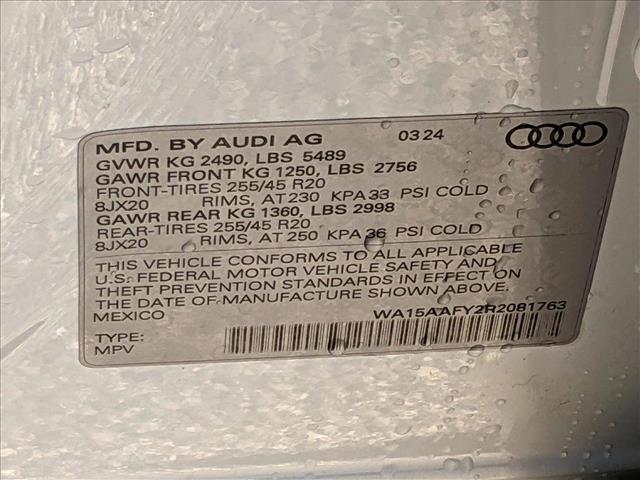 MFD. BY AUDI AG 03 24
GVWR KG 2490, LBS 5489
GAWR FRONT KG 1250, LBS 2756
FRONT-TIRES 255/45 R20
8JX20 RIMS, AT 230 KPA 33 PSI COLD
GAWR REAR KG 1360, LBS 2998
REAR-TIRES 255/45 R20
8JX20 RIMS, AT 250 KPA 36 PSI COLD
THIS VEHICLE CONFORMS TO ALL APPLICABLE
U.S. FEDERAL MOTOR VEHICLE SAFETY AND
THEFT PREVENTION STANDARDS IN EFFECT ON
THE DATE OF MANUFACTURE SHOWN ABOVE.
MEXICO WA15AAFY2R2081763
TYPE:
MPV